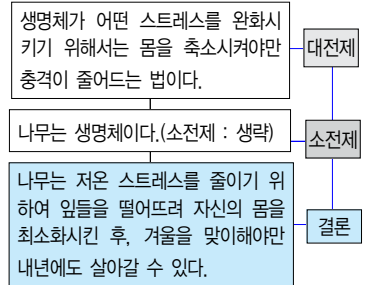 생명체가 어떤 스트레스를 완화시
키기 위해서는 몸을 축소시켜야만
충격이 줄어드는 법이다.
대전제
나무는 생명체이다.(소전제 : 생략)
소전제
나무는 저온 스트레스를 줄이기 위
하여 잎들을 떨어뜨려 자신의 몸을
최소화시킨 후, 겨울을 맞이해야만
내년에도 살아갈 수 있다.
결론